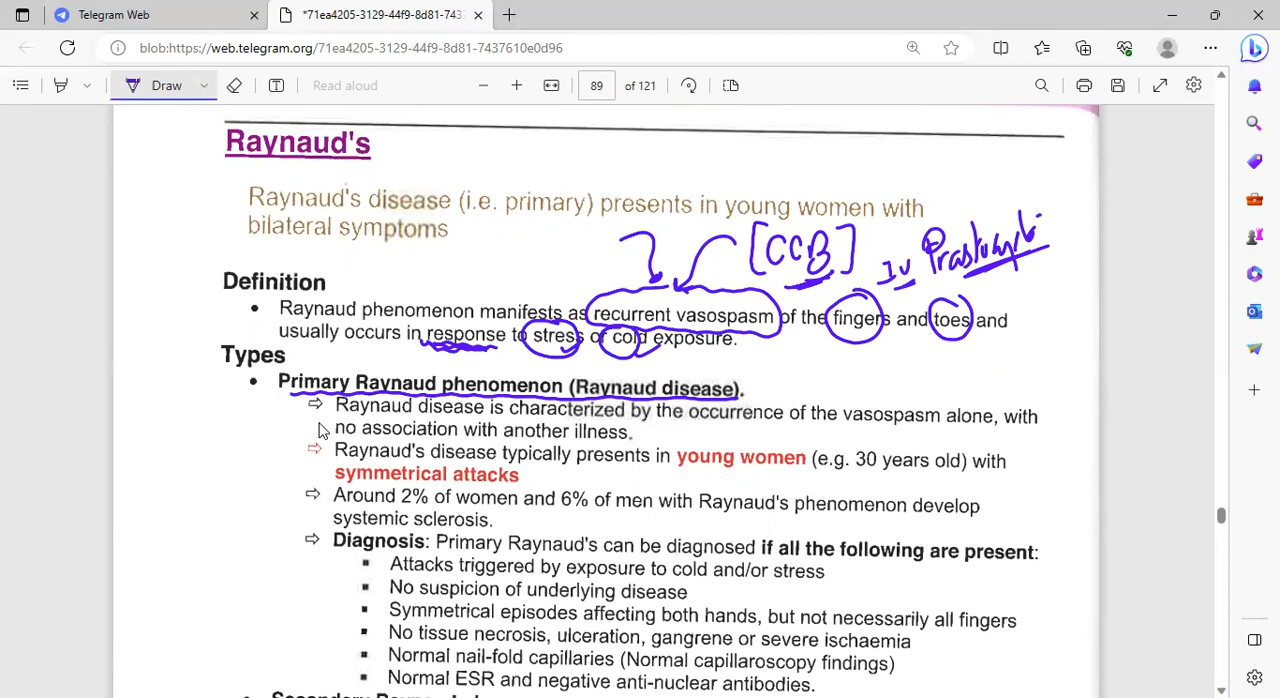 Telegram Web
*71ea4205-3129-44f9-8d81-7437
blob:https://web.telegram.org/71ea4205-3129-44f9-8d81-7437610e0d96
Draw
Read aloud
89 of 121
Raynaud's
Raynaud's disease (i.e. primary) presents in young women with
bilateral symptoms
[CCB] IV
Definition
• Raynaud phenomenon manifests as recurrent vasospasm of the fingers and toes and
usually occurs in response to stress or cold exposure.
Types
• Primary Raynaud phenomenon (Raynaud disease).
⇨ Raynaud disease is characterized by the occurrence of the vasospasm alone, with
no association with another illness.
⇨ Raynaud's disease typically presents in young women (e.g. 30 years old) with
symmetrical attacks
⇨ Around 2% of women and 6% of men with Raynaud's phenomenon develop
systemic sclerosis.
⇨ Diagnosis: Primary Raynaud's can be diagnosed if all the following are present:
▪ Attacks triggered by exposure to cold and/or stress
▪ No suspicion of underlying disease
▪ Symmetrical episodes affecting both hands, but not necessarily all fingers
▪ No tissue necrosis, ulceration, gangrene or severe ischaemia
▪ Normal nail-fold capillaries (Normal capillaroscopy findings)
▪ Normal ESR and negative anti-nuclear antibodies.